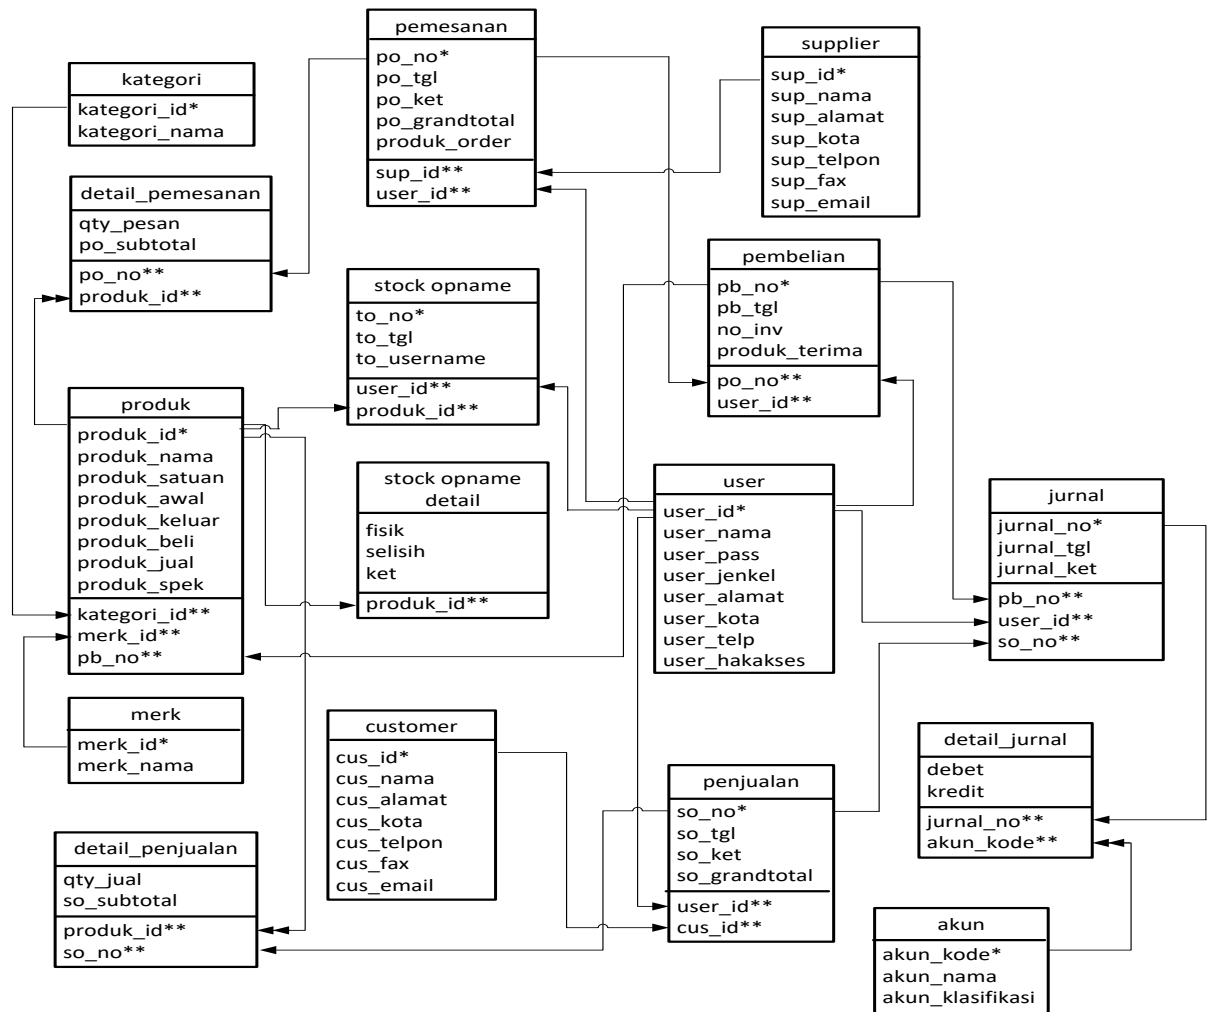 pemesanan
po_no*
po_tgl
po_ket
po_grandtotal
produk_order
sup_id**
user_id**
supplier
sup_id*
sup_nama
sup_alamat
sup_kota
sup_telpon
sup_fax
sup_email
kategori
kategori_id*
kategori_nama
detail_pemesanan
qty_pesan
po_subtotal
po_no**
produk_id**
stock opname
to_no*
to_tgl
to_username
user_id**
produk_id**
pembelian
pb_no*
pb_tgl
no_inv
produk_terima
po_no**
user_id**
produk
produk_id*
produk_nama
produk_satuan
produk_awal
produk_keluar
produk_beli
produk_jual
produk_spek
kategori_id**
merk_id**
pb_no**
stock opname
detail
fisik
selisih
ket
produk_id**
user
user_id*
user_nama
user_pass
user_jenkel
user_alamat
user_kota
user_telp
user_hakakses
jurnal
jurnal_no*
jurnal_tgl
jurnal_ket
pb_no**
user_id**
so_no**
merk
merk_id*
merk_nama
customer
cus_id*
cus_nama
cus_alamat
cus_kota
cus_telpon
cus_fax
cus_email
penjualan
so_no*
so_tgl
so_ket
so_grandtotal
user_id**
cus_id**
detail_jurnal
debet
kredit
jurnal_no**
akun_kode**
detail_penjualan
qty_jual
so_subtotal
produk_id**
so_no**
akun
akun_kode*
akun_nama
akun_klasifikasi